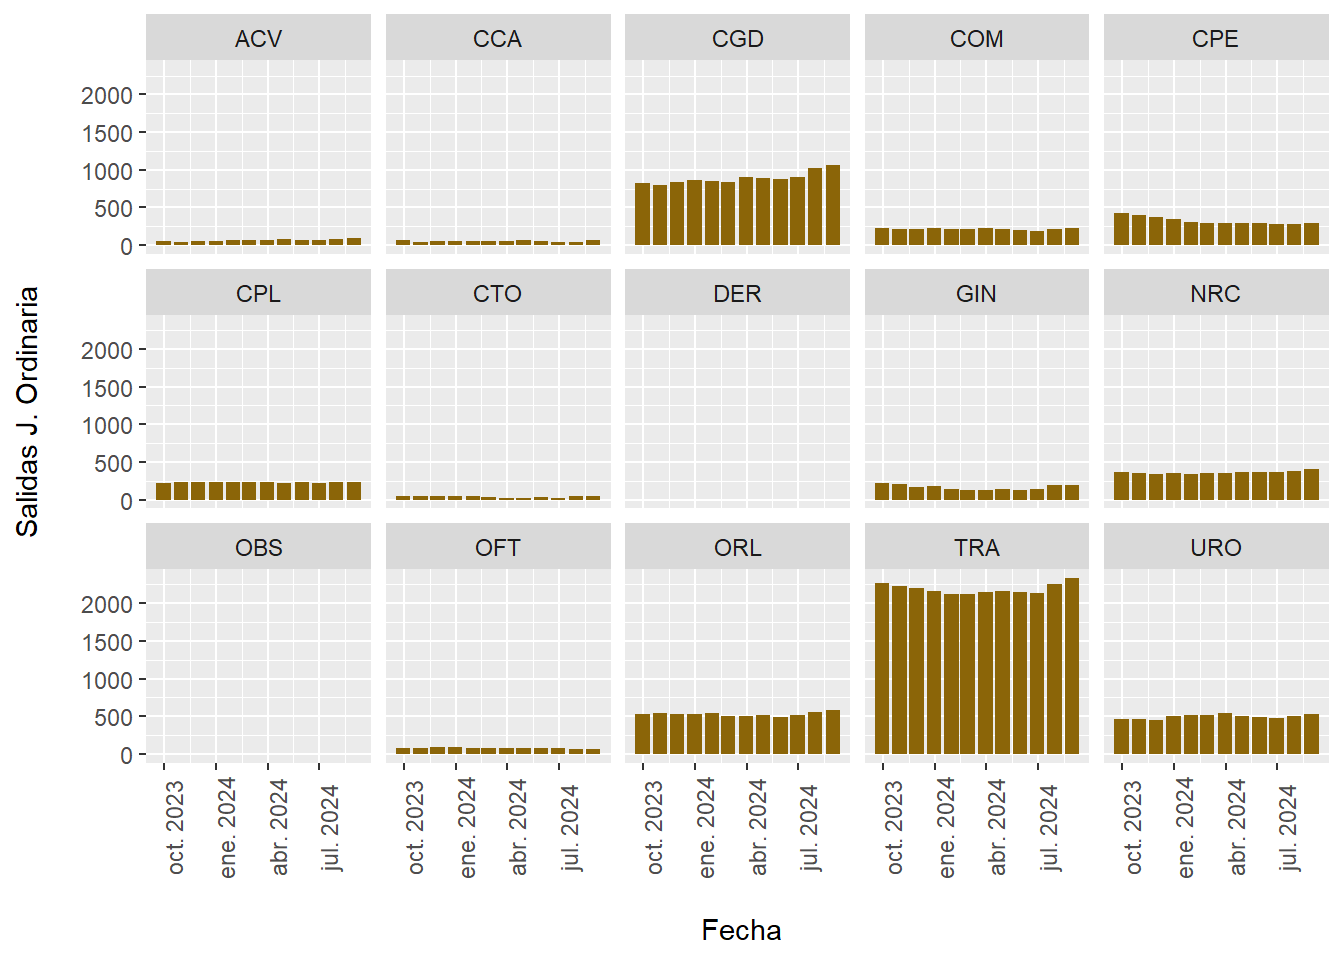 ACV CCA CGD COM CPE
2000
1500
1000
500
0
CPL CTO DER GIN NRC
2000
1500
1000
500
0
OBS OFT ORL TRA URO
2000
1500
1000
500
0
oct. 2023 ene. 2024 abr. 2024 jul. 2024 oct. 2023 ene. 2024 abr. 2024 jul. 2024 oct. 2023 ene. 2024 abr. 2024 jul. 2024 oct. 2023 ene. 2024 abr. 2024 jul. 2024 oct. 2023 ene. 2024 abr. 2024 jul. 2024
Fecha
Salidas J. Ordinaria